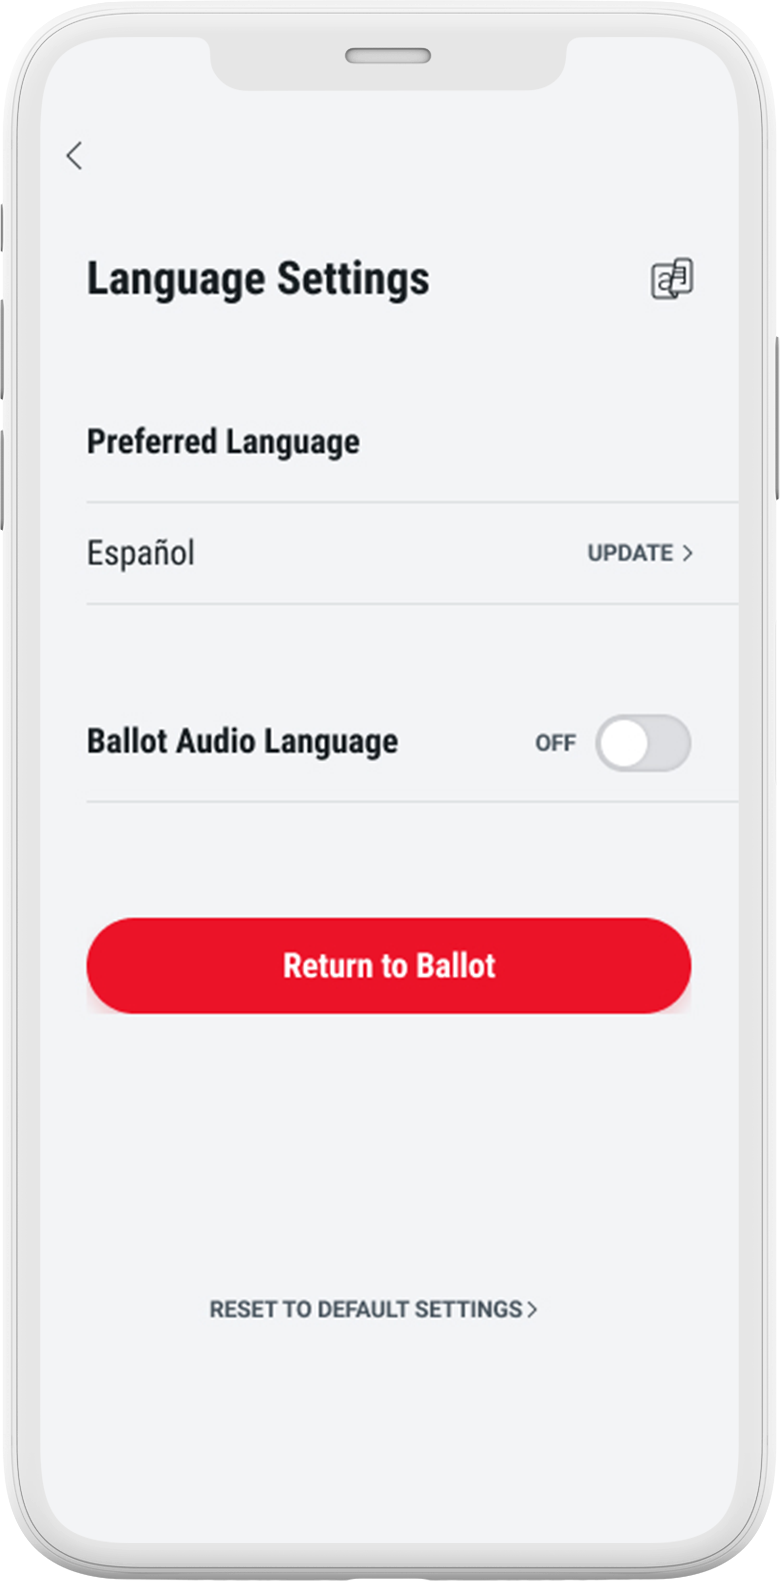 Language Settings
Preferred Language
Español
UPDATE >
Ballot Audio Language
OFF
Return to Ballot
RESET TO DEFAULT SETTINGS >